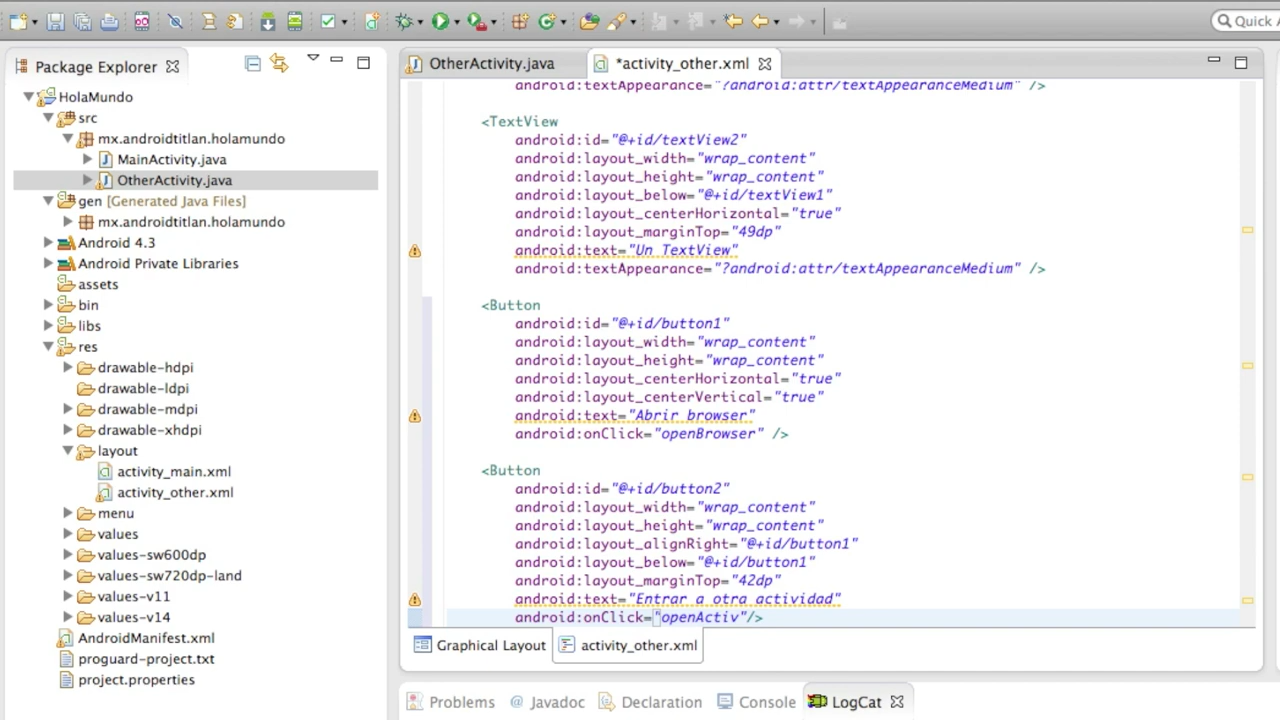 Quick A
Package Explorer
HolaMundo
src
mx.androidtitlan.holamundo
MainActivity.java
OtherActivity.java
gen [Generated Java Files]
mx.androidtitlan.holamundo
Android 4.3
Android Private Libraries
assets
bin
libs
res
drawable-hdpi
drawable-ldpi
drawable-mdpi
drawable-xhdpi
layout
activity_main.xml
activity_other.xml
menu
values
values-sw600dp
values-sw720dp-land
values-v11
values-v14
AndroidManifest.xml
proguard-project.txt
project.properties
OtherActivity.java
*activity_other.xml
android:textAppearance="?android:attr/textAppearanceMedium" />
<TextView
android:id="@+id/textView2"
android:layout_width="wrap_content"
android:layout_height="wrap_content"
android:layout_below="@+id/textView1"
android:layout_centerHorizontal="true"
android:layout_marginTop="49dp"
android:text="Un TextView"
android:textAppearance="?android:attr/textAppearanceMedium" />
<Button
android:id="@+id/button1"
android:layout_width="wrap_content"
android:layout_height="wrap_content"
android:layout_centerHorizontal="true"
android:layout_centerVertical="true"
android:text="Abrir browser"
android:onClick="openBrowser" />
<Button
android:id="@+id/button2"
android:layout_width="wrap_content"
android:layout_height="wrap_content"
android:layout_alignRight="@+id/button1"
android:layout_below="@+id/button1"
android:layout_marginTop="42dp"
android:text="Entrar a otra actividad"
android:onClick="openActiv"/>
Graphical Layout
activity_other.xml
Problems
Javadoc
Declaration
Console
LogCat